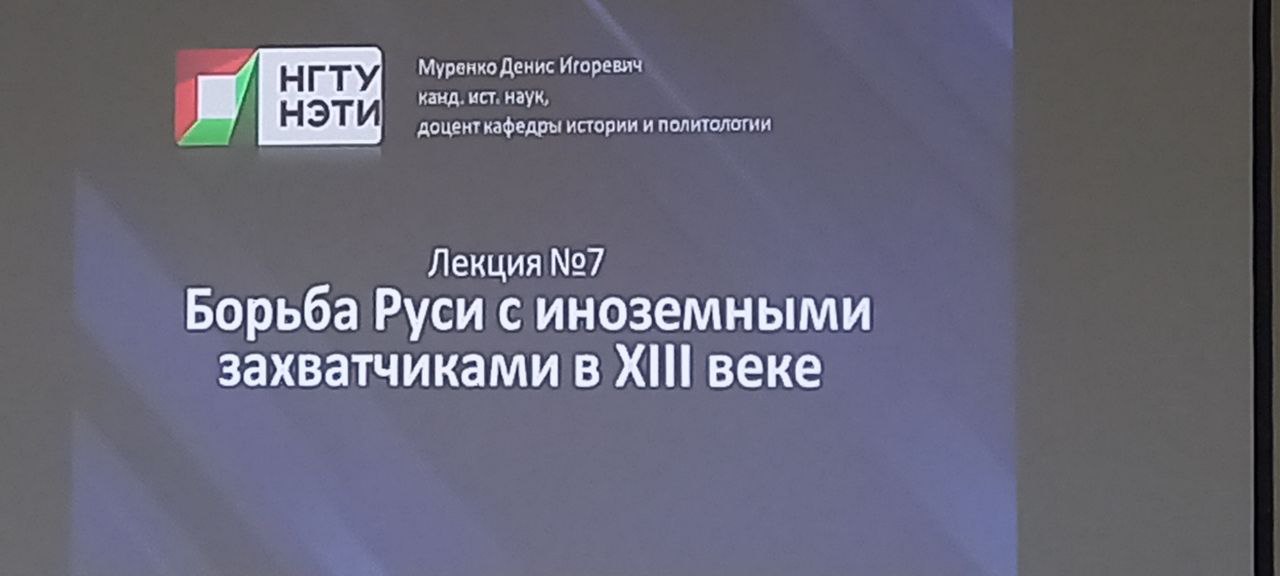 НГТУ
НЭТИ
Муренко Денис Игоревич
канд. ист. наук,
доцент кафедры истории и политологии
Лекция №7
Борьба Руси с иноземными
захватчиками в XIII веке